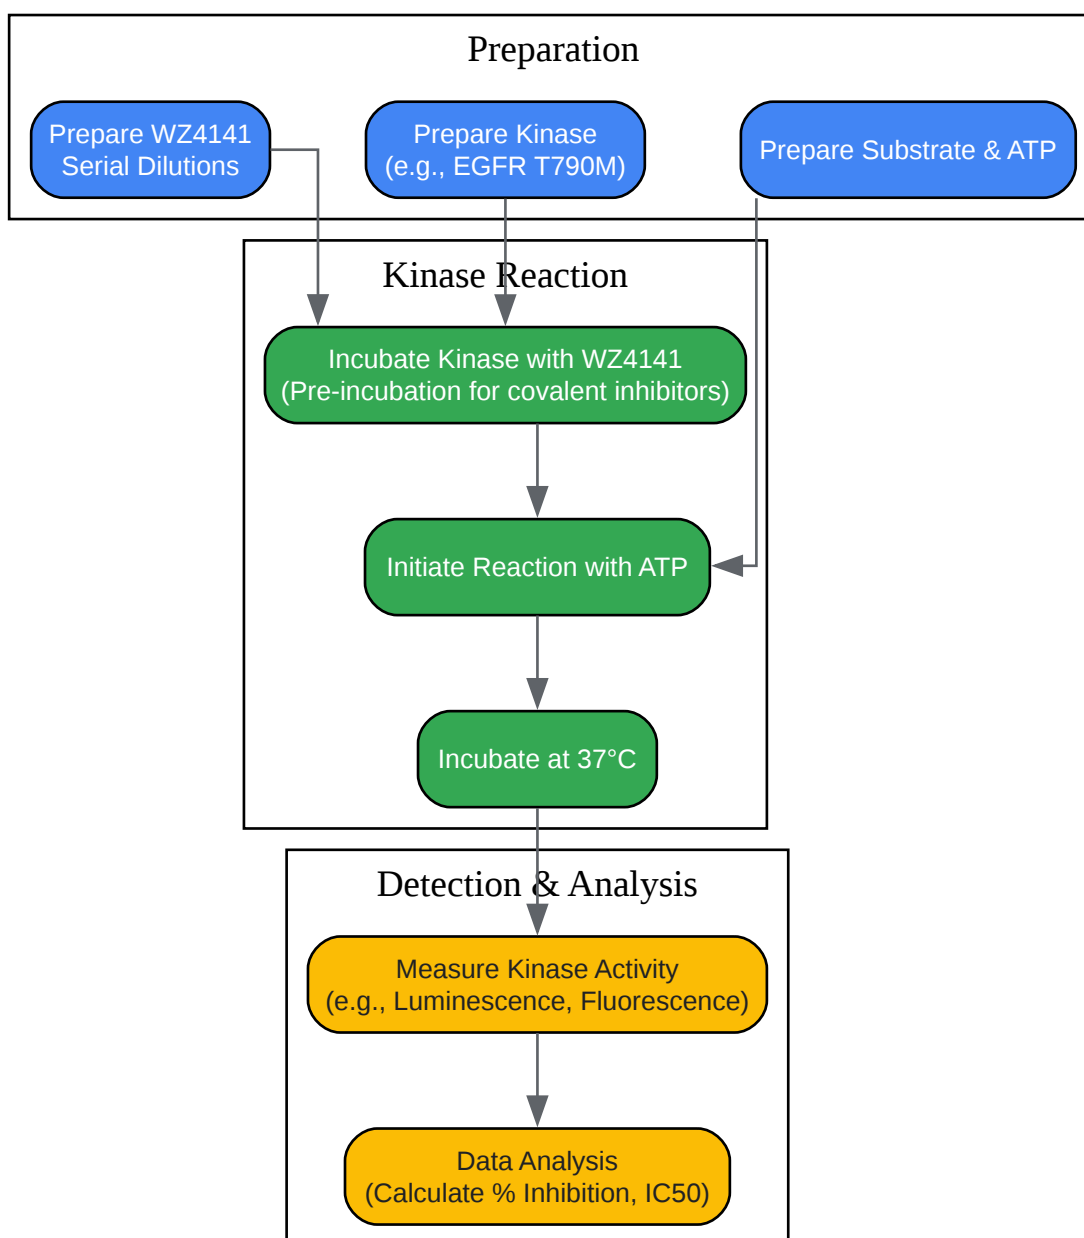 Preparation
Prepare WZ4141
Serial Dilutions
Prepare Kinase
(e.g., EGFR T790M)
Prepare Substrate & ATP
Kinase Reaction
Incubate Kinase with WZ4141
(Pre-incubation for covalent inhibitors)
Initiate Reaction with ATP
Incubate at 37°C
Detection & Analysis
Measure Kinase Activity
(e.g., Luminescence, Fluorescence)
Data Analysis
(Calculate % Inhibition, IC50)